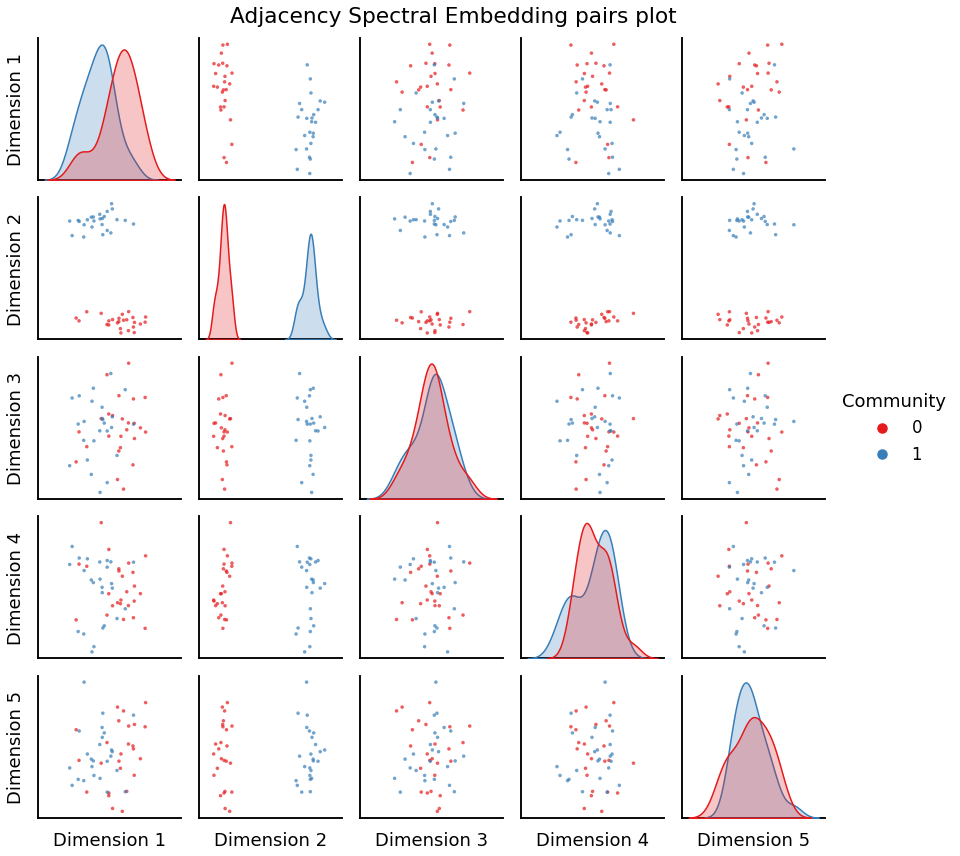 Adjacency Spectral Embedding pairs plot
Dimension 1
Dimension 2
Dimension 3
Dimension 4
Dimension 5
Community
0
1
Dimension 1
Dimension 2
Dimension 3
Dimension 4
Dimension 5